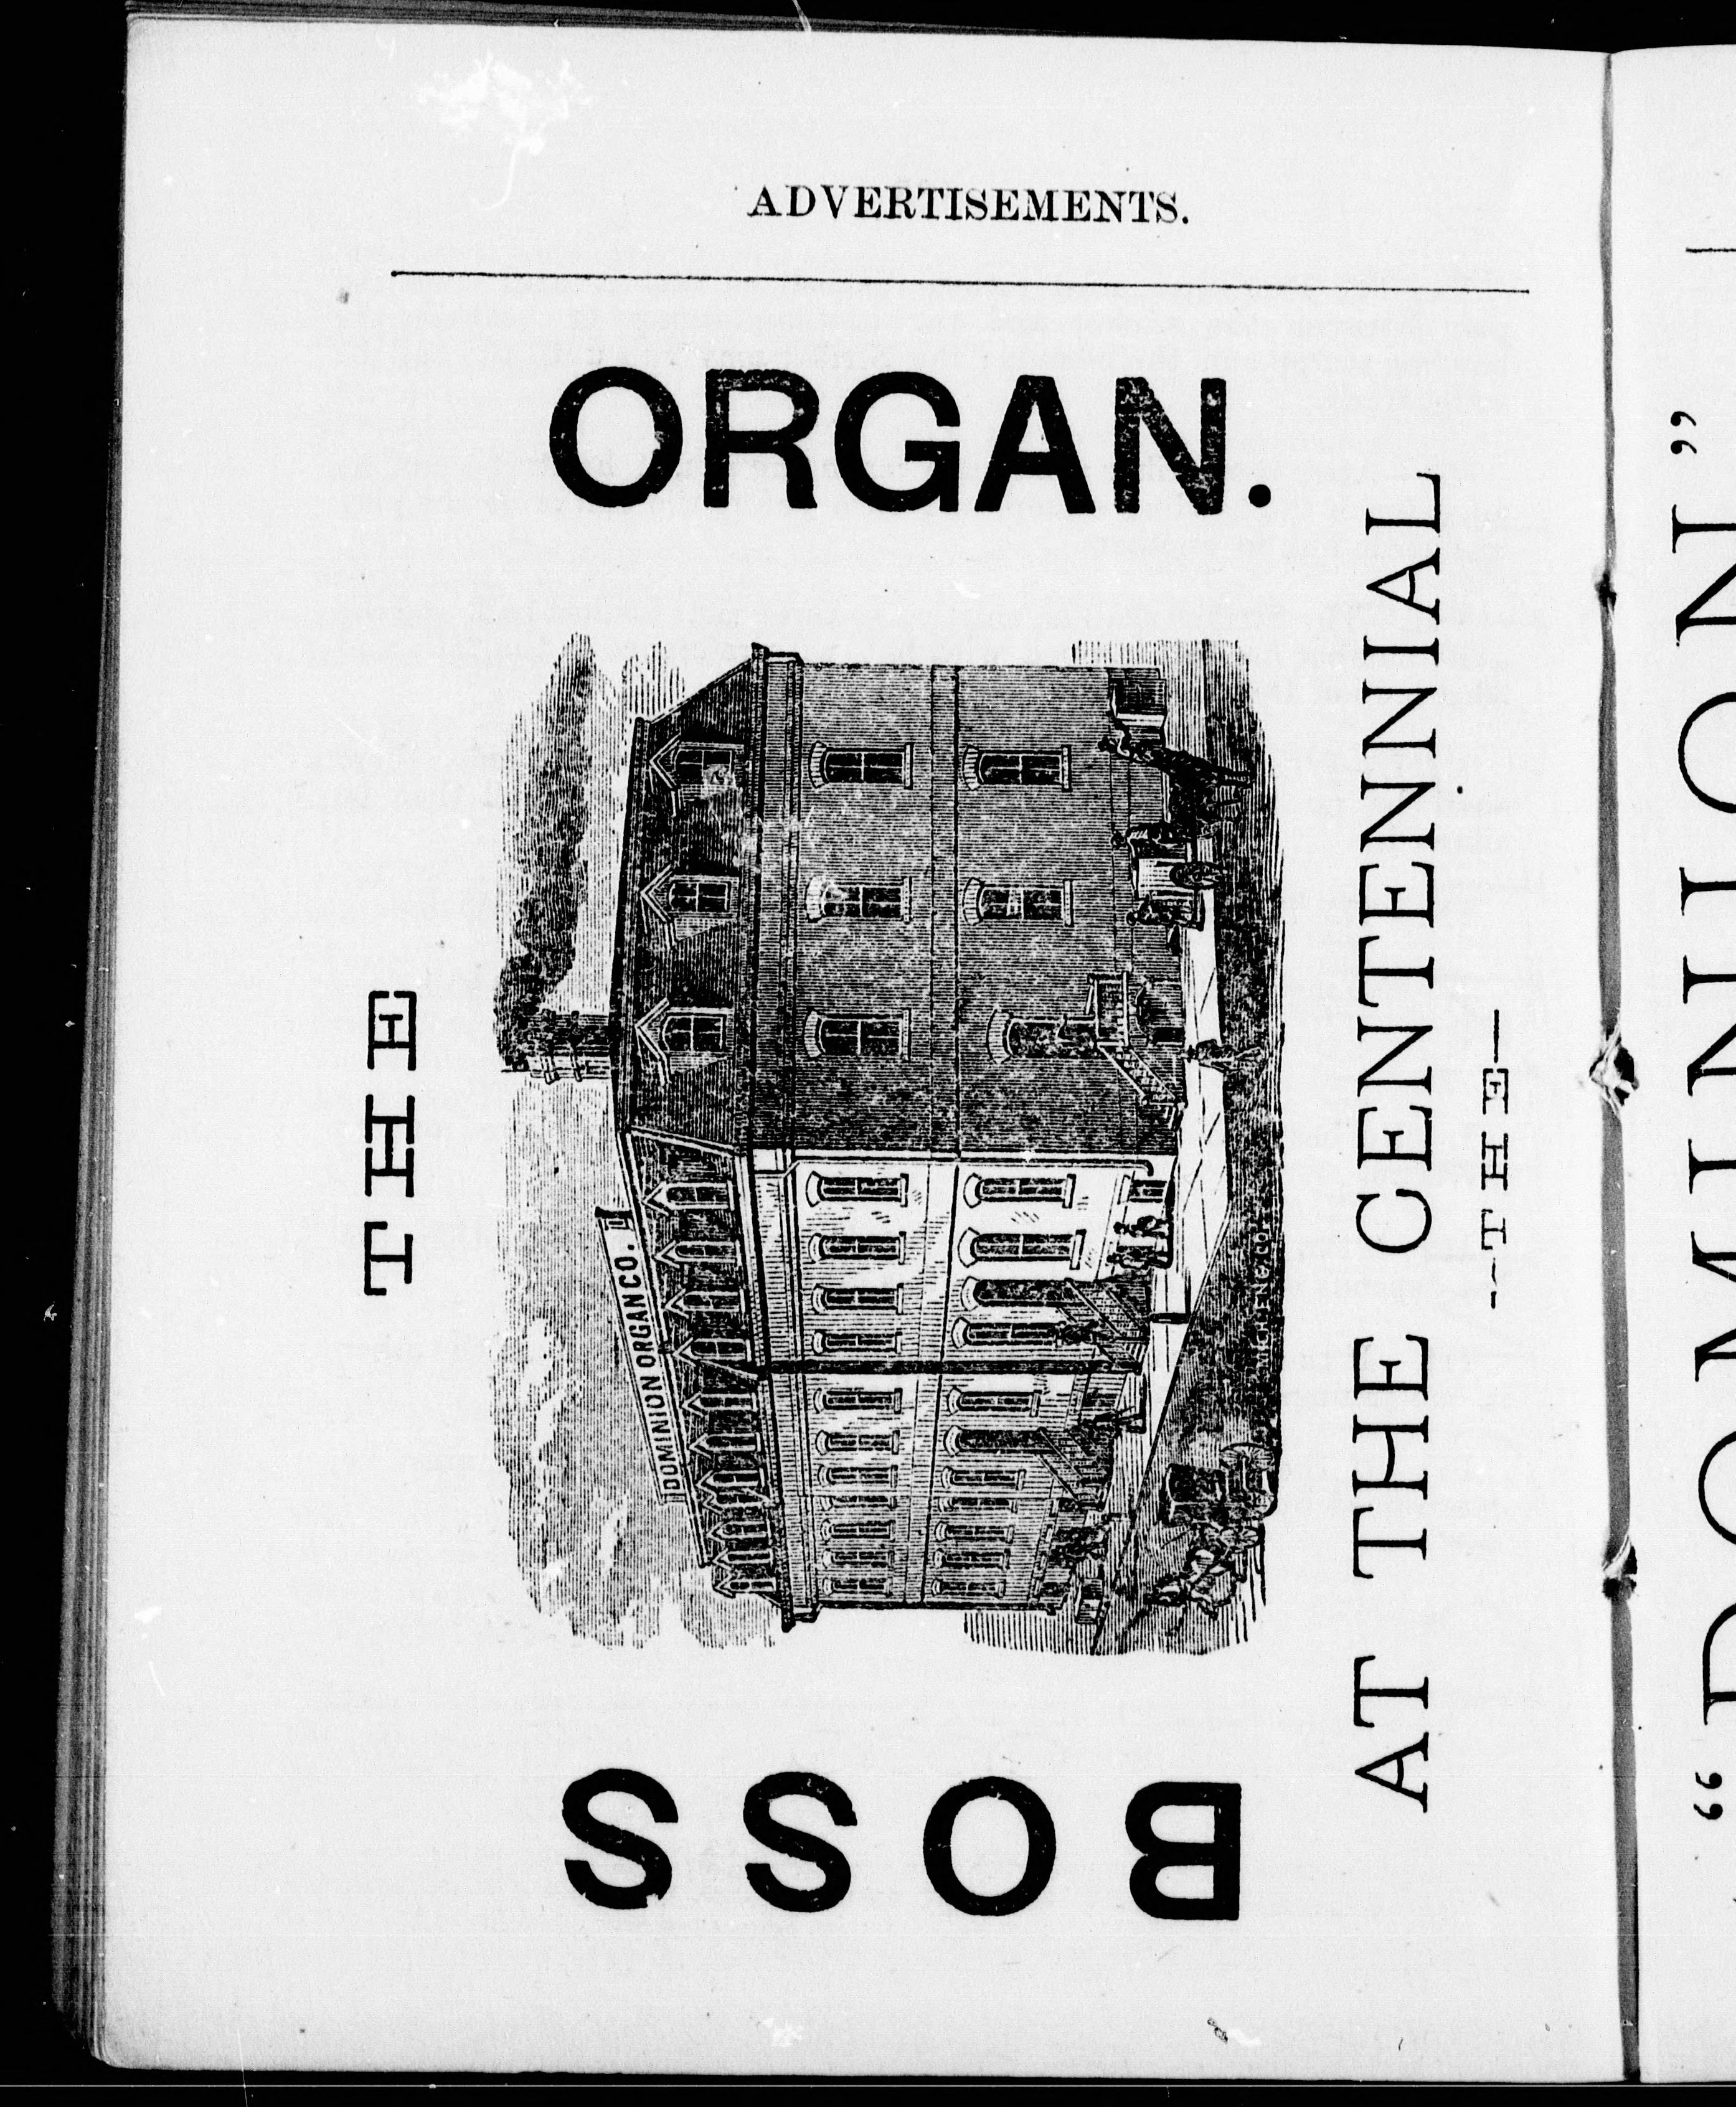 ADVERTISEMENTS.
THE
BOSS
ORGAN.
DOMINION ORGAN CO.
AT THE CENTENNIAL
—THE—
"DOMINION"